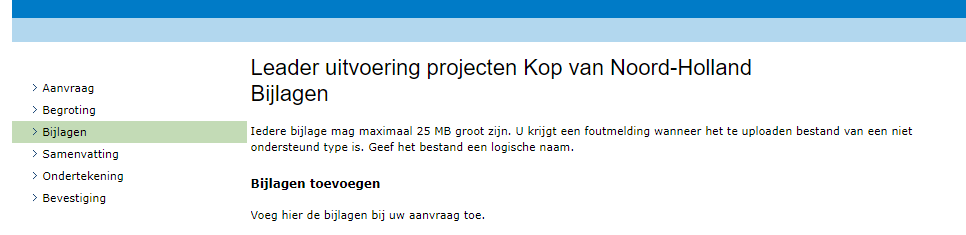 Aanvraag
Begroting
Bijlagen
Samenvatting
Ondertekening
Bevestiging
Leader uitvoering projecten Kop van Noord-Holland
Bijlagen
Iedere bijlage mag maximaal 25 MB groot zijn. U krijgt een foutmelding wanneer het te uploaden bestand van een niet
ondersteund type is. Geef het bestand een logische naam.
Bijlagen toevoegen
Voeg hier de bijlagen bij uw aanvraag toe.